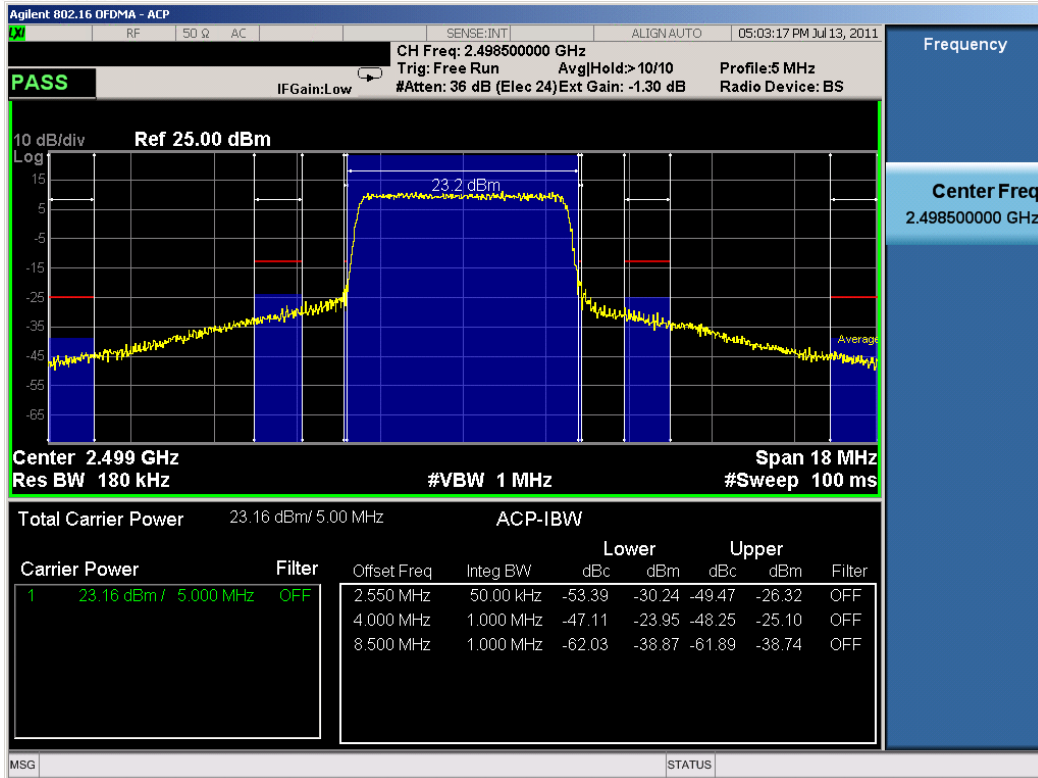 Agilent 802.16 OFDMA - ACP
LXI RF 50 Ω AC SENSE:INT ALIGN AUTO 05:03:17 PM Jul 13, 2011
CH Freq: 2.498500000 GHz
Trig: Free Run Avg|Hold:> 10/10 Profile:5 MHz
PASS IFGain:Low #Atten: 36 dB (Elec 24) Ext Gain: -1.30 dB Radio Device: BS
10 dB/div Ref 25.00 dBm
Log
15
5
-5
-15
-25
-35
-45
-55
-65
23.2 dBm
Average
Center 2.499 GHz Span 18 MHz
Res BW 180 kHz #VBW 1 MHz #Sweep 100 ms
Total Carrier Power 23.16 dBm/ 5.00 MHz ACP-IBW
Lower Upper
Carrier Power Filter Offset Freq Integ BW dBc dBm dBc dBm Filter
1 23.16 dBm / 5.000 MHz OFF 2.550 MHz 50.00 kHz -53.39 -30.24 -49.47 -26.32 OFF
4.000 MHz 1.000 MHz -47.11 -23.95 -48.25 -25.10 OFF
8.500 MHz 1.000 MHz -62.03 -38.87 -61.89 -38.74 OFF
MSG STATUS
Frequency
Center Freq
2.498500000 GHz